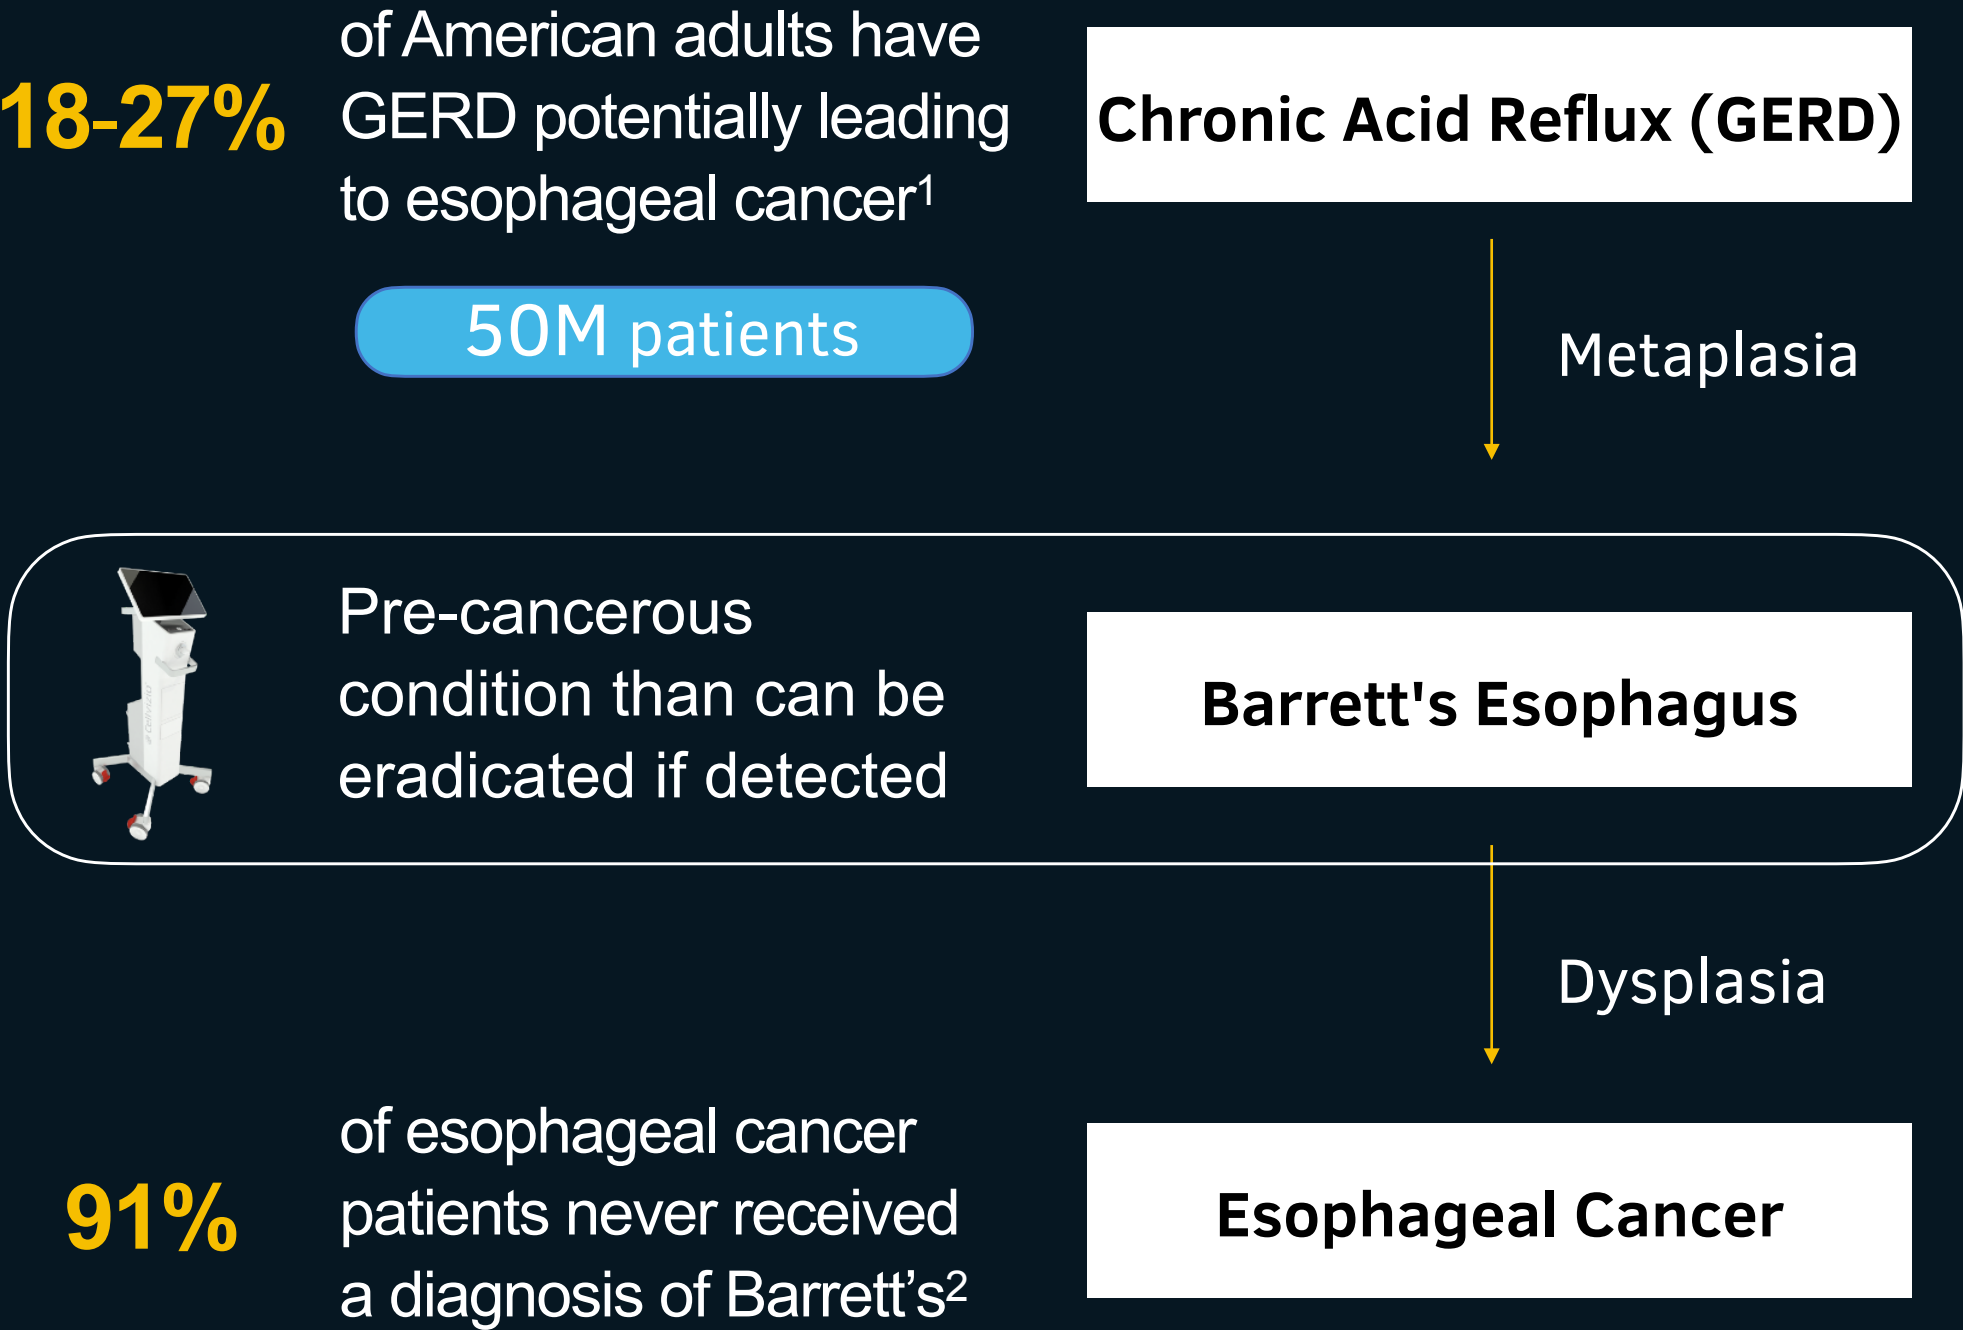 18-27%
of American adults have
GERD potentially leading
to esophageal cancer1
50M patients
Chronic Acid Reflux (GERD)
Metaplasia
Cellvizio
Pre-cancerous
condition than can be
eradicated if detected
Barrett's Esophagus
Dysplasia
91%
of esophageal cancer
patients never received
a diagnosis of Barrett’s2
Esophageal Cancer